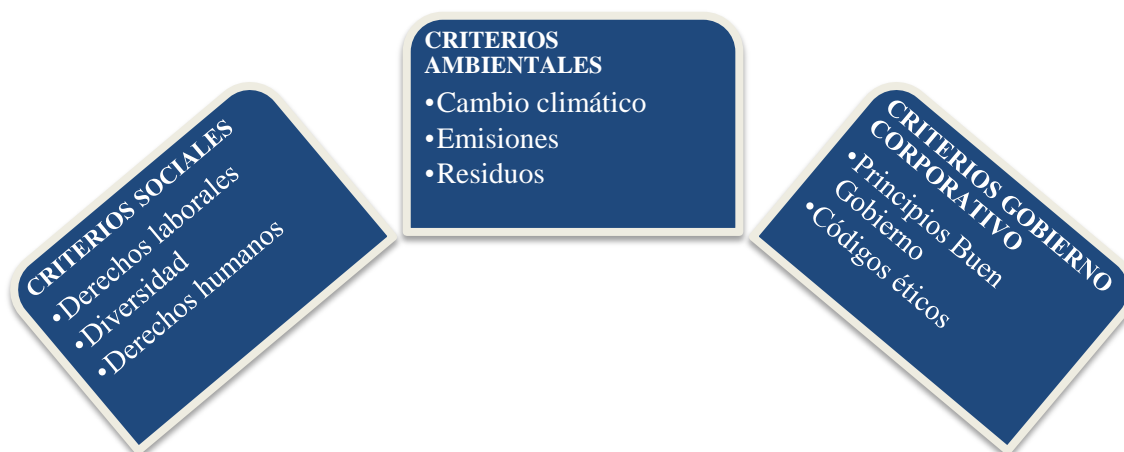 CRITERIOS SOCIALES
•Derechos laborales
•Diversidad
•Derechos humanos
CRITERIOS
AMBIENTALES
•Cambio climático
•Emisiones
•Residuos
CRITERIOS GOBIERNO
CORPORATIVO
•Principios Buen
Gobierno
•Códigos éticos